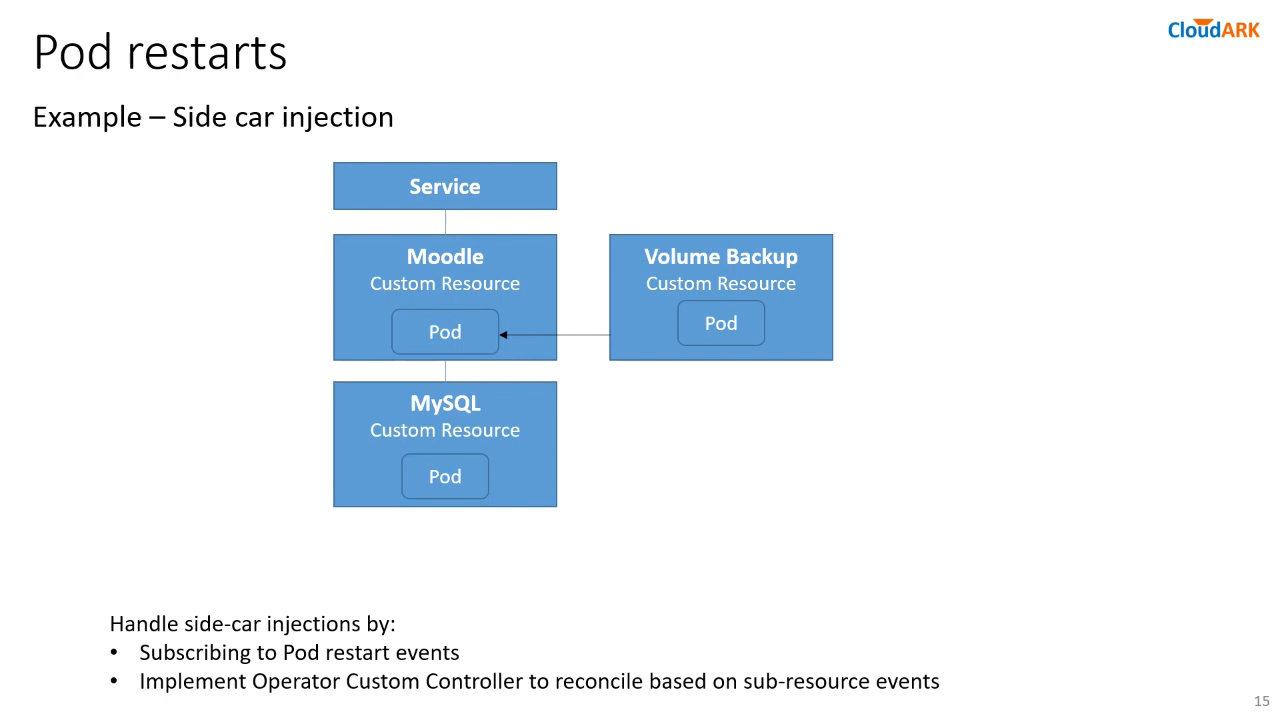 Pod restarts
CloudARK
Example – Side car injection
Service
Moodle
Custom Resource
Pod
Volume Backup
Custom Resource
Pod
MySQL
Custom Resource
Pod
Handle side-car injections by:
• Subscribing to Pod restart events
• Implement Operator Custom Controller to reconcile based on sub-resource events
15